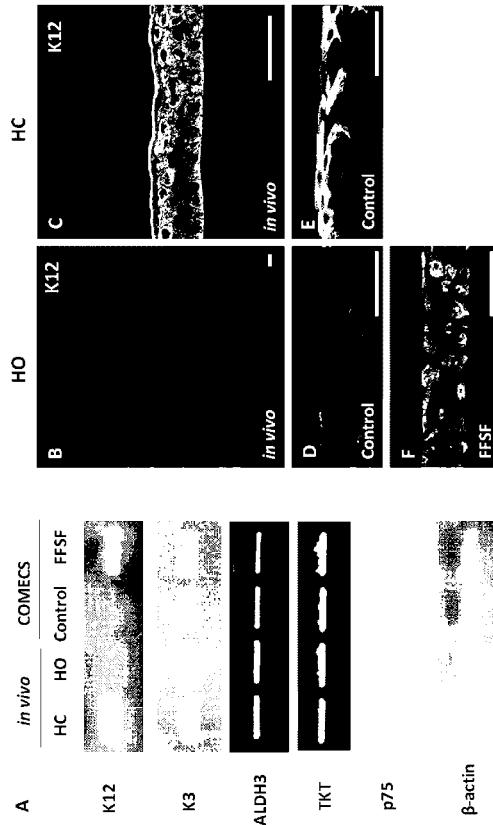 A
in vivo
COMECS
HC
HO
Control
FFSF
K12
K3
ALDH3
TKT
p75
β-actin
HO
HC
B
K12
in vivo
C
K12
in vivo
D
Control
E
Control
F
FFSF